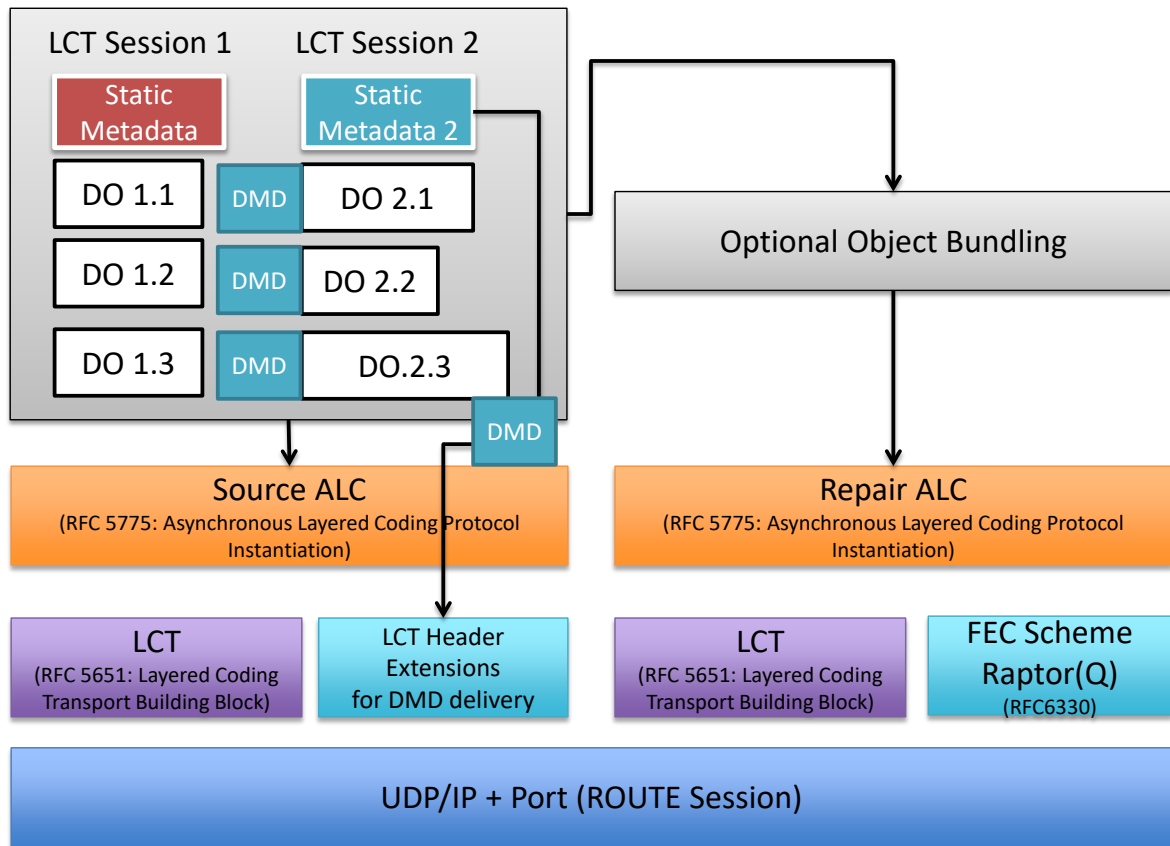 LCT Session 1
LCT Session 2
Static
Metadata
Static
Metadata 2
DO 1.1
DMD
DO 2.1
DO 1.2
DMD
DO 2.2
DO 1.3
DMD
DO.2.3
DMD
Optional Object Bundling
Source ALC
(RFC 5775: Asynchronous Layered Coding Protocol
Instantiation)
Repair ALC
(RFC 5775: Asynchronous Layered Coding Protocol
Instantiation)
LCT
(RFC 5651: Layered Coding
Transport Building Block)
LCT Header
Extensions
for DMD delivery
LCT
(RFC 5651: Layered Coding
Transport Building Block)
FEC Scheme
Raptor(Q)
(RFC6330)
UDP/IP + Port (ROUTE Session)